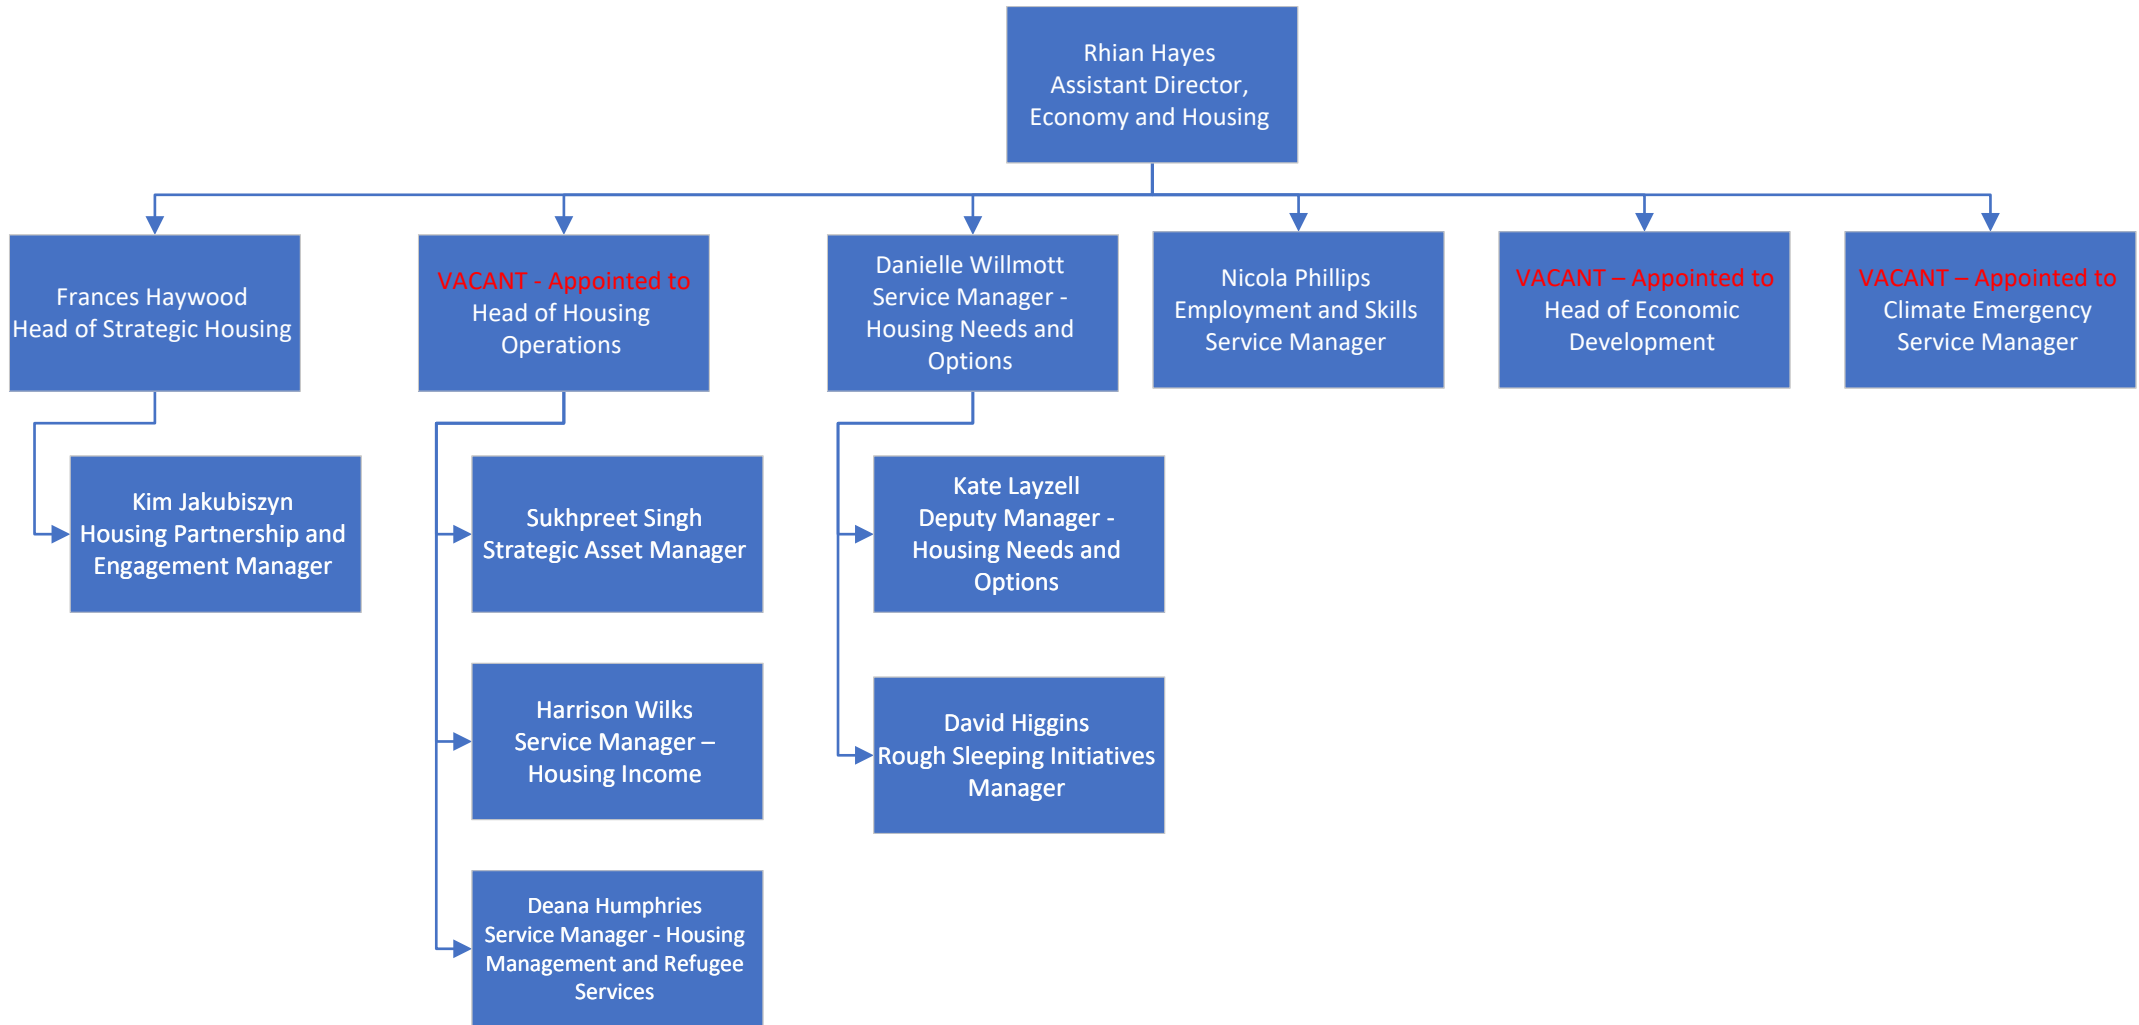 Rhian Hayes
Assistant Director,
Economy and Housing
Frances Haywood
Head of Strategic Housing
VACANT - Appointed to
Head of Housing
Operations
Danielle Willmott
Service Manager -
Housing Needs and
Options
Nicola Phillips
Employment and Skills
Service Manager
VACANT – Appointed to
Head of Economic
Development
VACANT – Appointed to
Climate Emergency
Service Manager
Kim Jakubiszyn
Housing Partnership and
Engagement Manager
Sukhpreet Singh
Strategic Asset Manager
Kate Layzell
Deputy Manager -
Housing Needs and
Options
Harrison Wilks
Service Manager –
Housing Income
David Higgins
Rough Sleeping Initiatives
Manager
Deana Humphries
Service Manager - Housing
Management and Refugee
Services